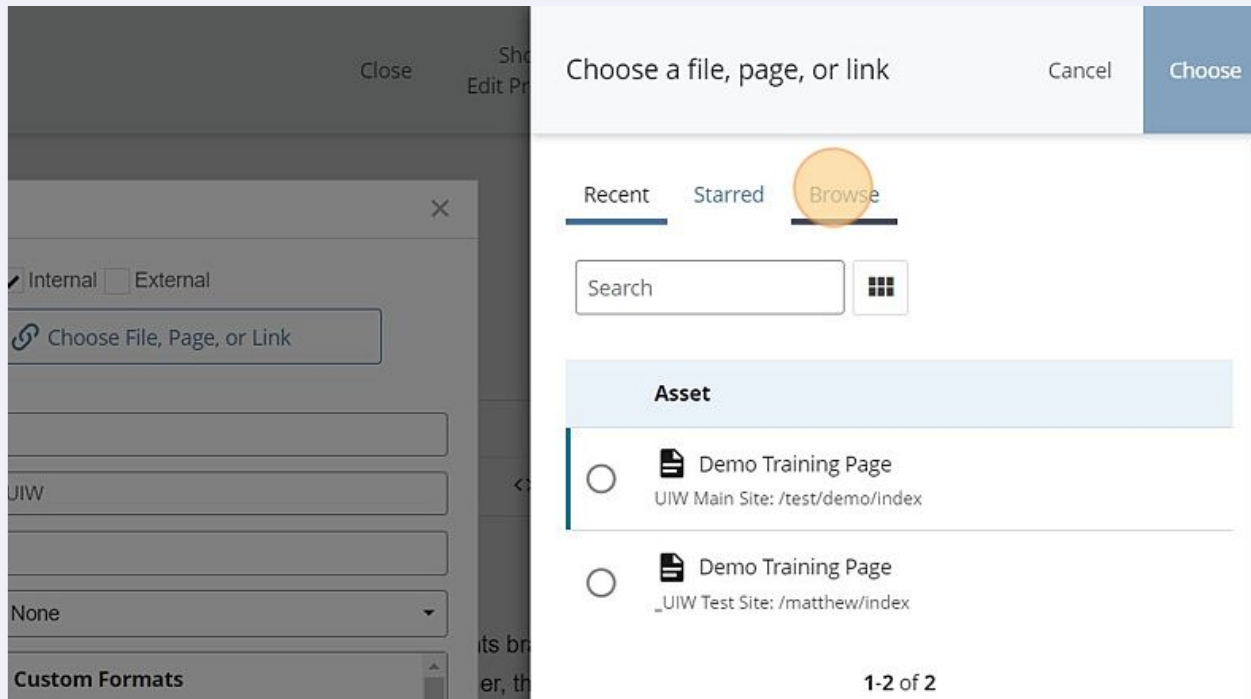 Close
Edit
Choose a file, page, or link
Cancel
Choose
Recent
Starred
Browse
Internal
External
Choose File, Page, or Link
Search
Asset
Demo Training Page
UIW Main Site: /test/demo/index
UIW
Demo Training Page
_UIW Test Site: /matthew/index
None
Custom Formats
1-2 of 2